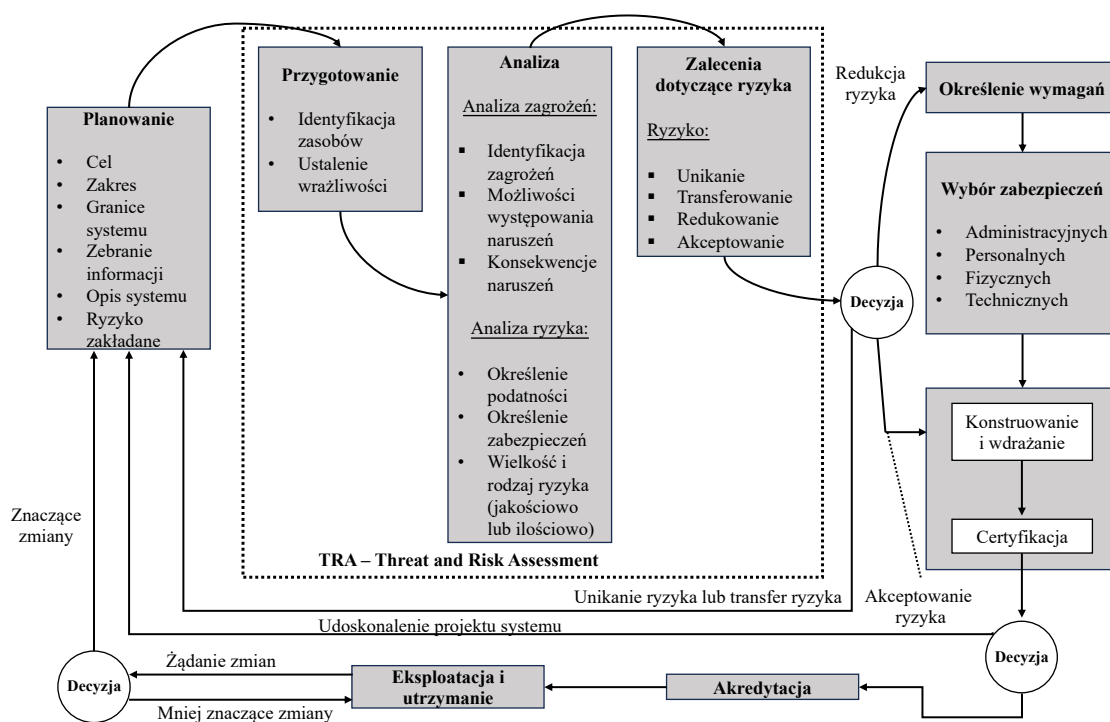 Planowanie
• Cel
• Zakres
• Granice
systemu
• Zebranie
informacji
• Opis systemu
• Ryzyko
zakładane
Przygotowanie
• Identyfikacja
zasobów
• Ustalenie
wrażliwości
Analiza
Analiza zagrożeń:
▪ Identyfikacja
zagrożeń
▪ Możliwości
występowania
naruszeń
▪ Konsekwencje
naruszeń
Analiza ryzyka:
• Określenie
podatności
• Określenie
zabezpieczeń
• Wielkość i
rodzaj ryzyka
(jakościowo
lub ilościowo)
Zalecenia
dotyczące ryzyka
Ryzyko:
▪ Unikanie
▪ Transferowanie
▪ Redukowanie
▪ Akceptowanie
TRA – Threat and Risk Assessment
Redukcja
ryzyka
Decyzja
Określenie wymagań
Wybór zabezpieczeń
• Administracyjnych
• Personalnych
• Fizycznych
• Technicznych
Konstruowanie
i wdrażanie
Certyfikacja
Akceptowanie
ryzyka
Unikanie ryzyka lub transfer ryzyka
Udoskonalenie projektu systemu
Znaczące
zmiany
Decyzja
Żądanie zmian
Mniej znaczące zmiany
Eksploatacja i
utrzymanie
Akredytacja
Decyzja